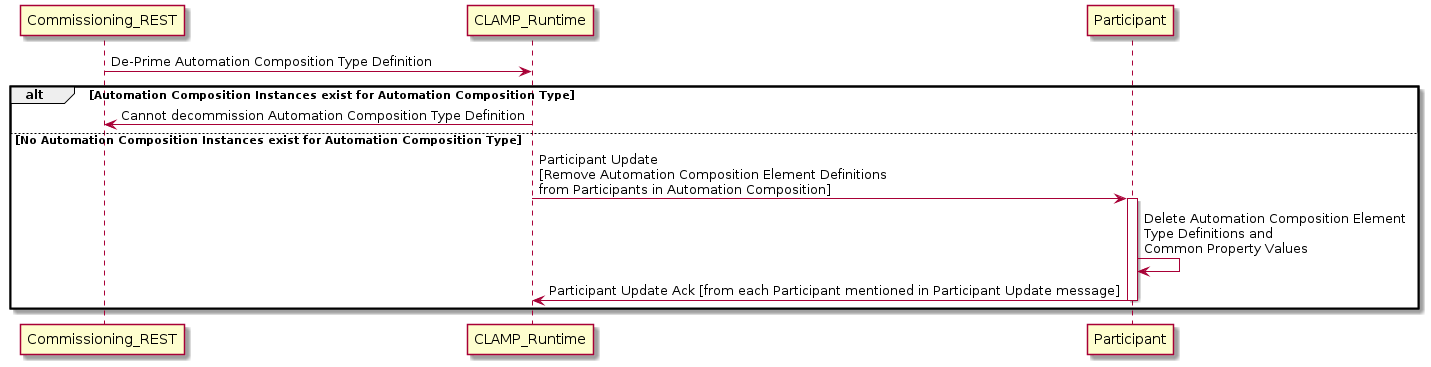 Commissioning_REST
CLAMP_Runtime
Participant
De-Prime Automation Composition Type Definition
alt
[Automation Composition Instances exist for Automation Composition Type]
Cannot decommission Automation Composition Type Definition
[No Automation Composition Instances exist for Automation Composition Type]
Participant Update
[Remove Automation Composition Element Definitions
from Participants in Automation Composition]
Delete Automation Composition Element
Type Definitions and
Common Property Values
Participant Update Ack [from each Participant mentioned in Participant Update message]
Commissioning_REST
CLAMP_Runtime
Participant